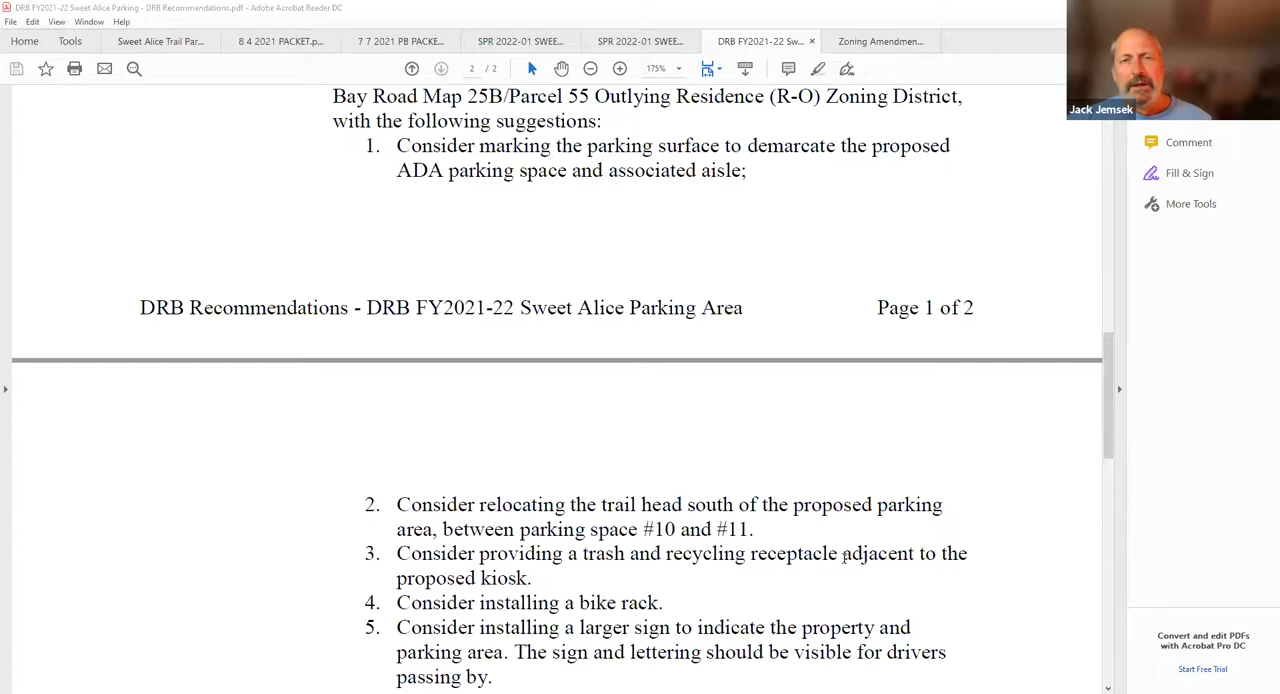 DRB FY2021-22 Sweet Alice Parking - DRB Recommendations.pdf - Adobe Acrobat Reader DC
File Edit View Window Help
Home Tools Sweet Alice Trail Par... 8 4 2021 PACKET.p... 7 7 2021 PB PACKE... SPR 2022-01 SWEE... SPR 2022-01 SWEE... DRB FY2021-22 Sw... × Zoning Amendmen...
2 / 2 175%
Jack Jemsek
Bay Road Map 25B/Parcel 55 Outlying Residence (R-O) Zoning District,
with the following suggestions:
1. Consider marking the parking surface to demarcate the proposed
ADA parking space and associated aisle;
DRB Recommendations - DRB FY2021-22 Sweet Alice Parking Area Page 1 of 2
2. Consider relocating the trail head south of the proposed parking
area, between parking space #10 and #11.
3. Consider providing a trash and recycling receptacle adjacent to the
proposed kiosk.
4. Consider installing a bike rack.
5. Consider installing a larger sign to indicate the property and
parking area. The sign and lettering should be visible for drivers
passing by.
Comment
Fill & Sign
More Tools
Convert and edit PDFs
with Acrobat Pro DC
Start Free Trial